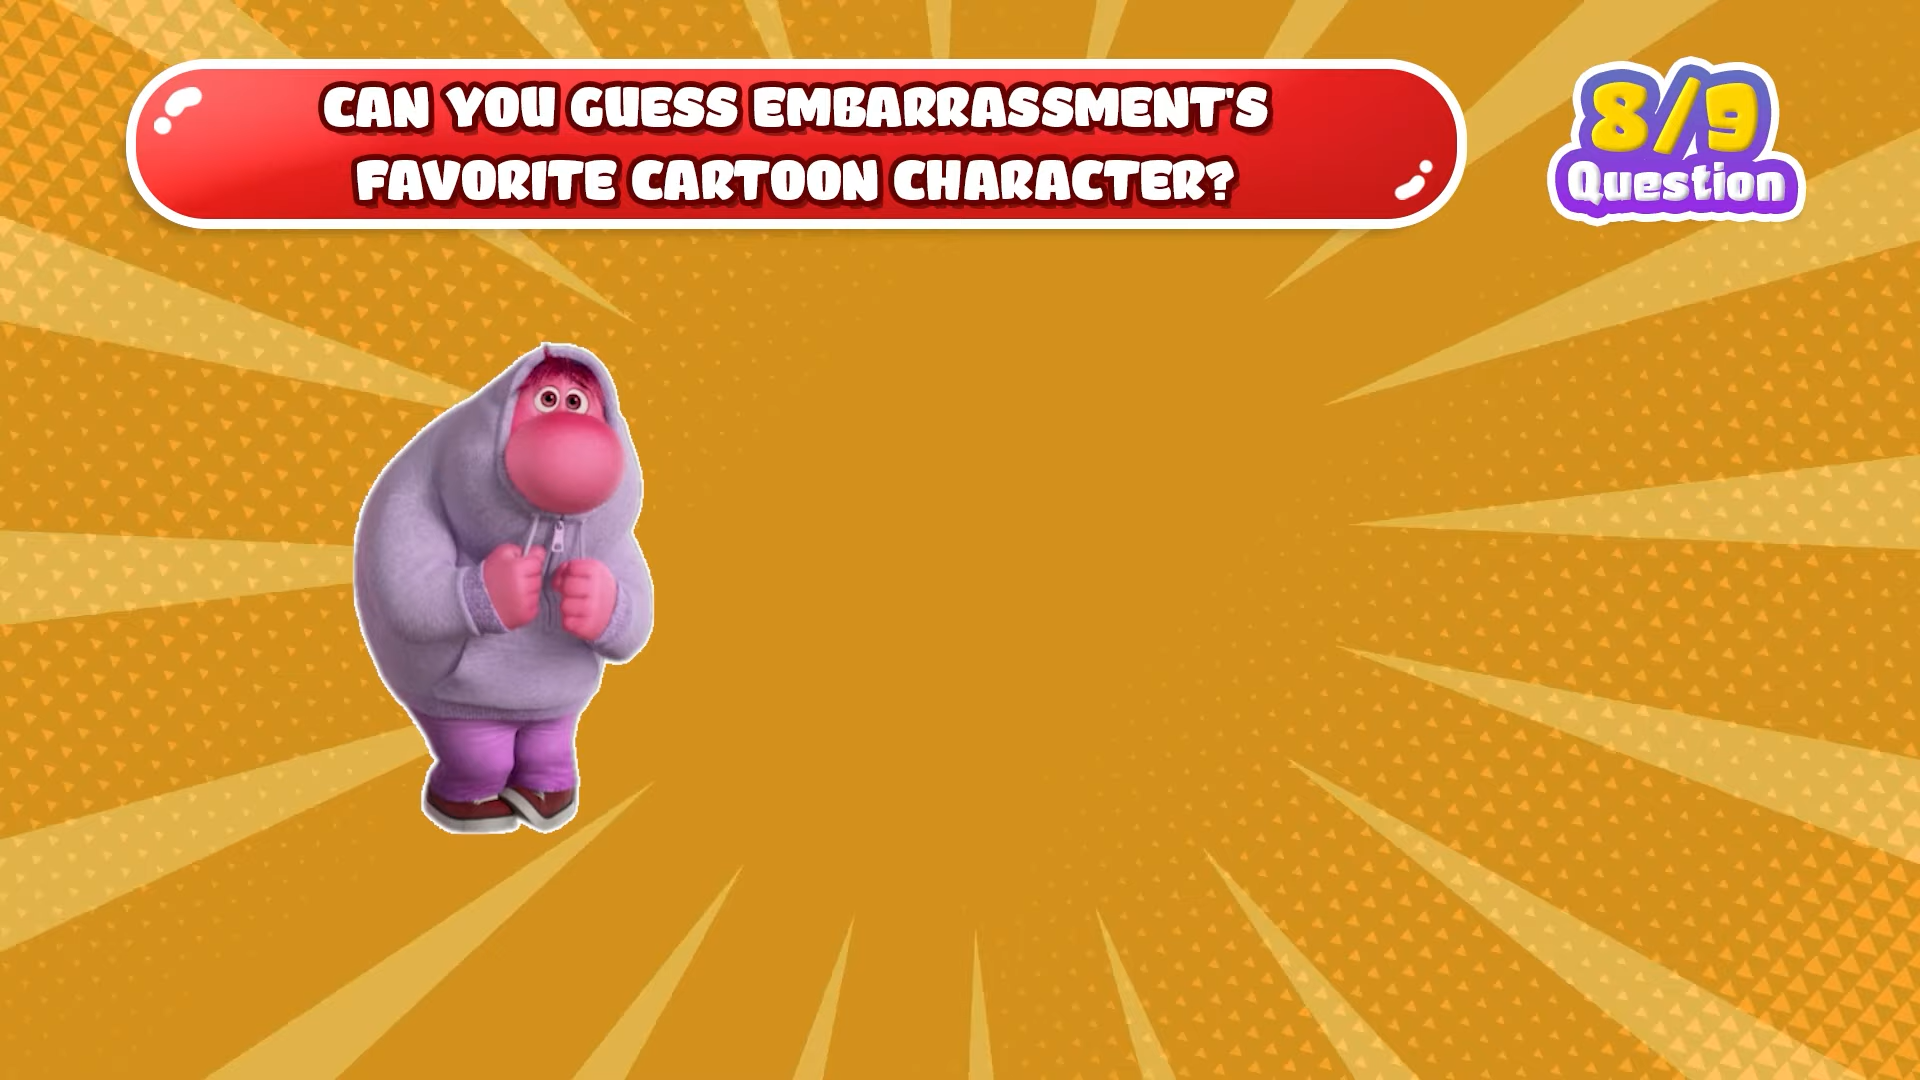 CAN YOU GUESS EMBARRASSMENT'S
FAVORITE CARTOON CHARACTER?
8/9
Question